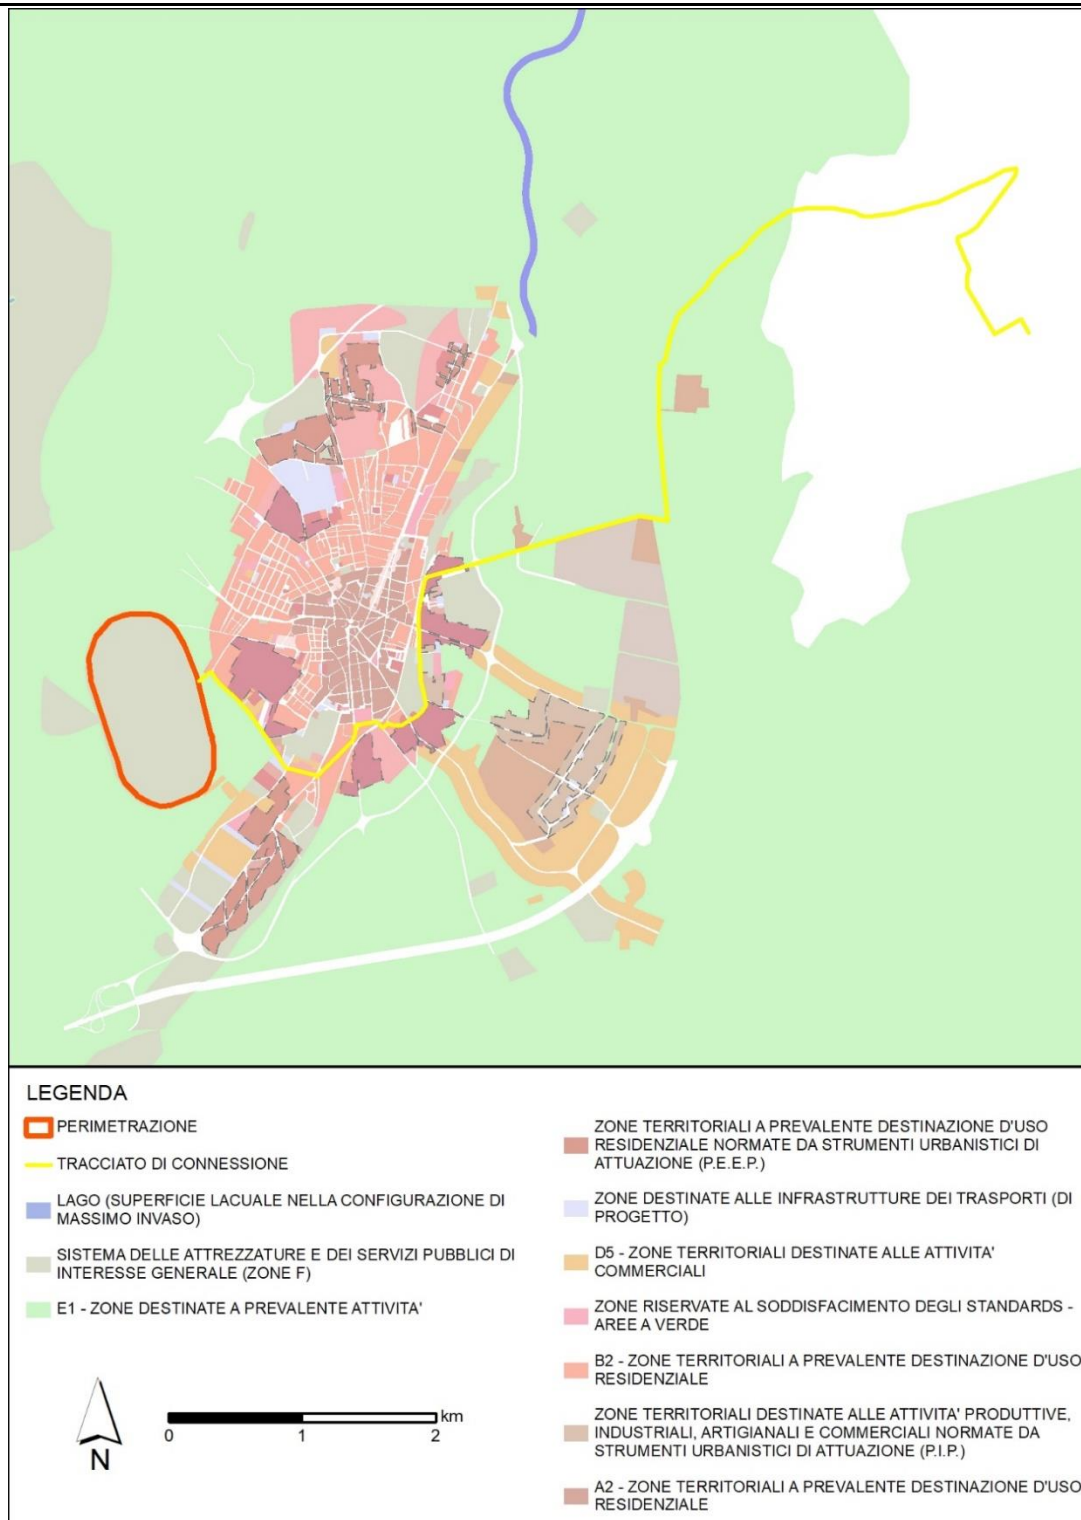 LEGENDA
PERIMETRAZIONE
TRACCIATO DI CONNESSIONE
LAGO (SUPERFICIE LACUALE NELLA CONFIGURAZIONE DI
MASSIMO INVASO)
SISTEMA DELLE ATTREZZATURE E DEI SERVIZI PUBBLICI DI
INTERESSE GENERALE (ZONE F)
E1 - ZONE DESTINATE A PREVALENTE ATTIVITA'
N
0 1 2 km
ZONE TERRITORIALI A PREVALENTE DESTINAZIONE D'USO
RESIDENZIALE NORMATE DA STRUMENTI URBANISTICI DI
ATTUAZIONE (P.E.E.P.)
ZONE DESTINATE ALLE INFRASTRUTTURE DEI TRASPORTI (DI
PROGETTO)
D5 - ZONE TERRITORIALI DESTINATE ALLE ATTIVITA'
COMMERCIALI
ZONE RISERVATE AL SODDISFACIMENTO DEGLI STANDARDS -
AREE A VERDE
B2 - ZONE TERRITORIALI A PREVALENTE DESTINAZIONE D'USO
RESIDENZIALE
ZONE TERRITORIALI DESTINATE ALLE ATTIVITA' PRODUTTIVE,
INDUSTRIALI, ARTIGIANALI E COMMERCIALI NORMATE DA
STRUMENTI URBANISTICI DI ATTUAZIONE (P.I.P.)
A2 - ZONE TERRITORIALI A PREVALENTE DESTINAZIONE D'USO
RESIDENZIALE